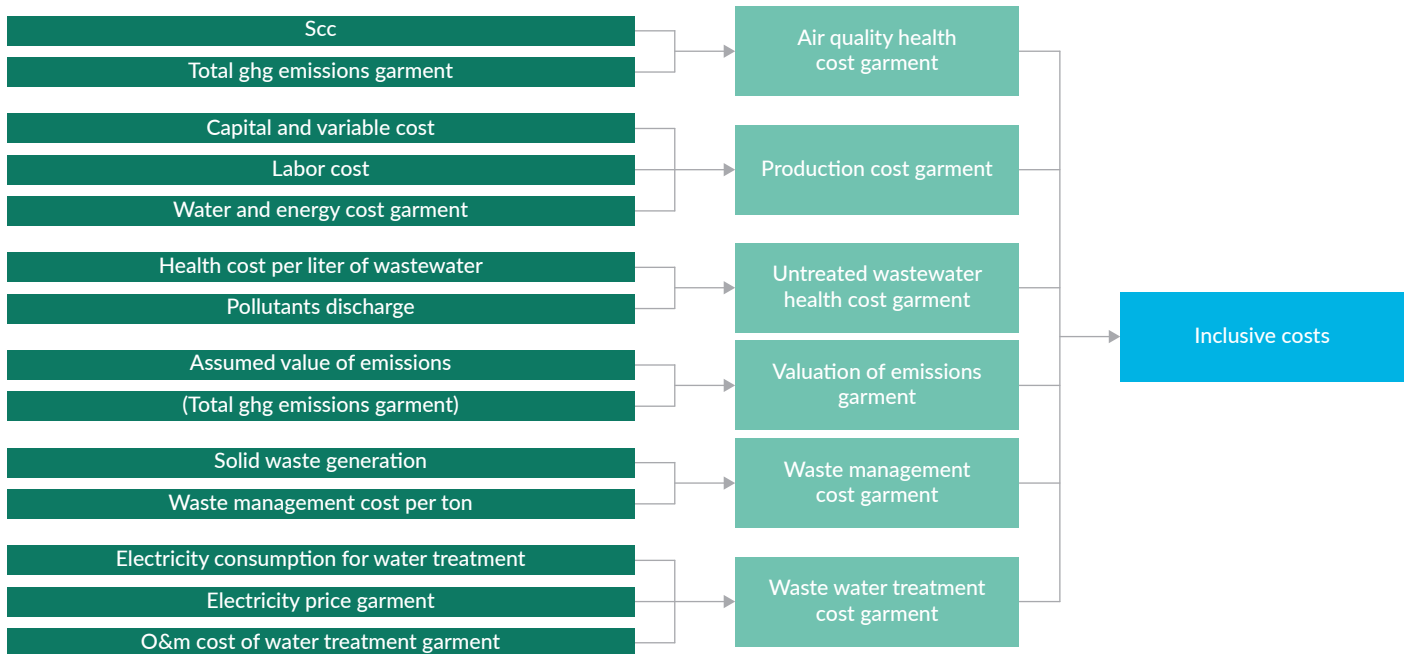 Scc
Total ghg emissions garment
Air quality health
cost garment
Capital and variable cost
Labor cost
Water and energy cost garment
Production cost garment
Health cost per liter of wastewater
Pollutants discharge
Untreated wastewater
health cost garment
Assumed value of emissions
(Total ghg emissions garment)
Valuation of emissions
garment
Solid waste generation
Waste management cost per ton
Waste management
cost garment
Electricity consumption for water treatment
Electricity price garment
O&m cost of water treatment garment
Waste water treatment
cost garment
Inclusive costs